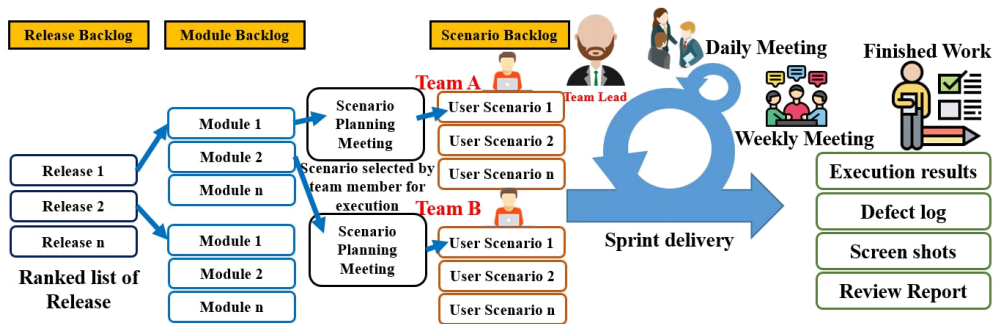 Release Backlog
Module Backlog
Scenario Backlog
Release 1
Release 2
Release n
Ranked list of
Release
Module 1
Module 2
Module n
Module 1
Module 2
Module n
Scenario
Planning
Meeting
Scenario selected by
team member for
execution
Scenario
Planning
Meeting
Team A
User Scenario 1
User Scenario 2
User Scenario n
Team B
User Scenario 1
User Scenario 2
User Scenario n
Team Lead
Daily Meeting
Weekly Meeting
Sprint delivery
Finished Work
Execution results
Defect log
Screen shots
Review Report